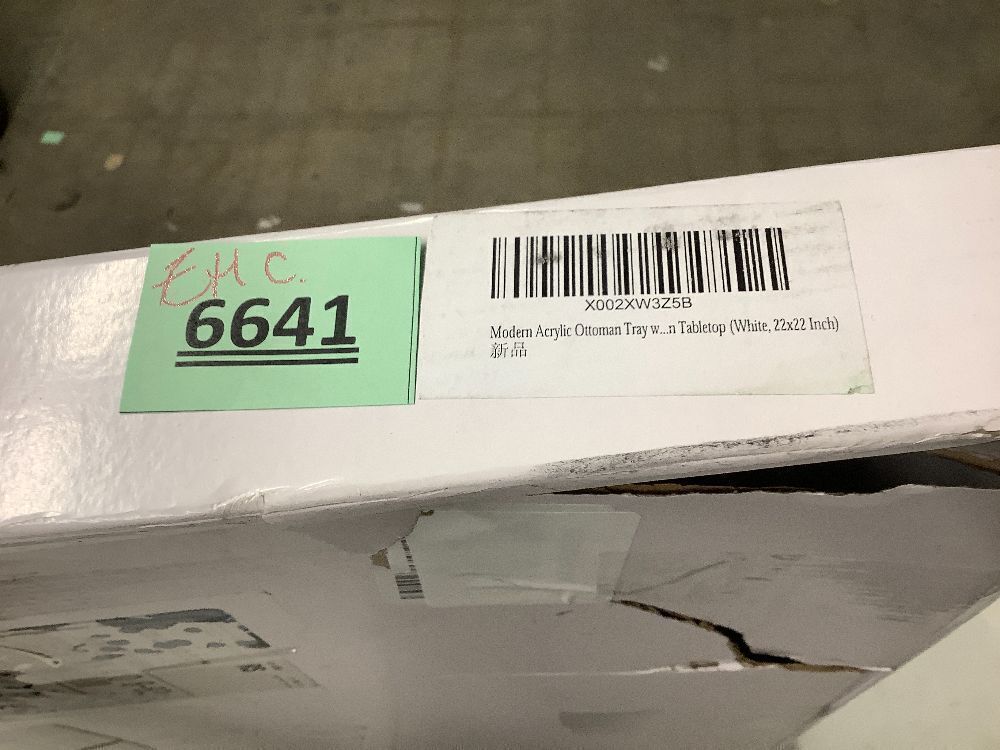 EHC.
6641
X002XW3Z5B
Modern Acrylic Ottoman Tray w...n Tabletop (White, 22x22 Inch)
新品